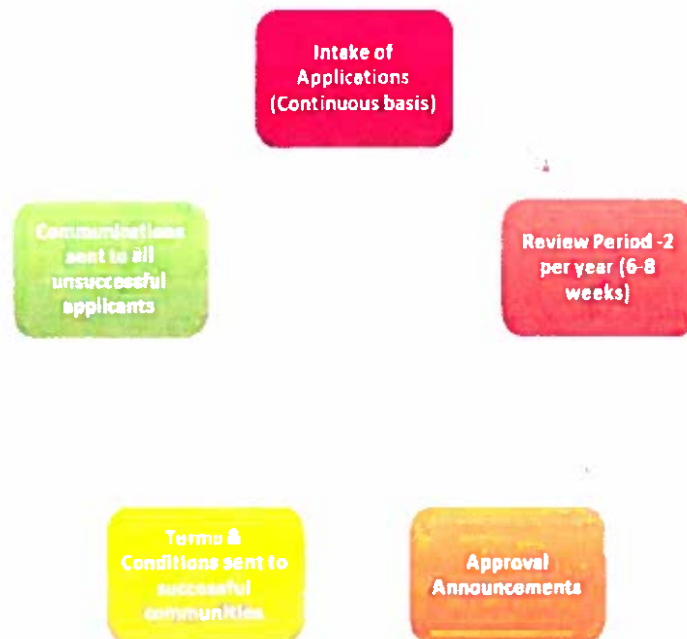 Intake of
Applications
(Continuous basis)
Review Period -2
per year (6-8
weeks)
Approval
Announcements
Terms &
Conditions sent to
successful
communities
Communications
sent to all
unsuccessful
applicants